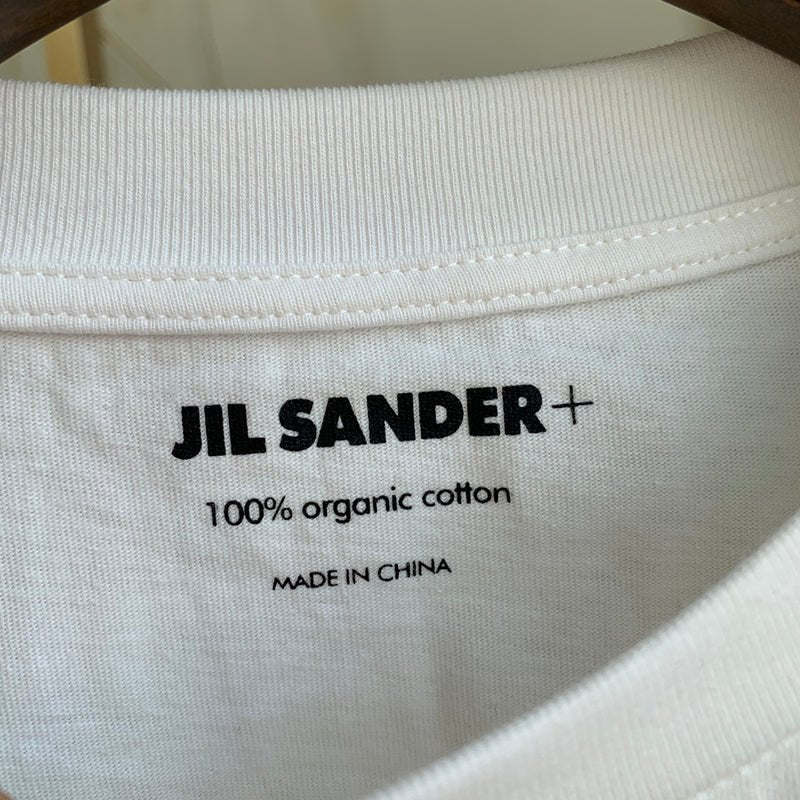 JIL SANDER+
100% organic cotton
MADE IN CHINA